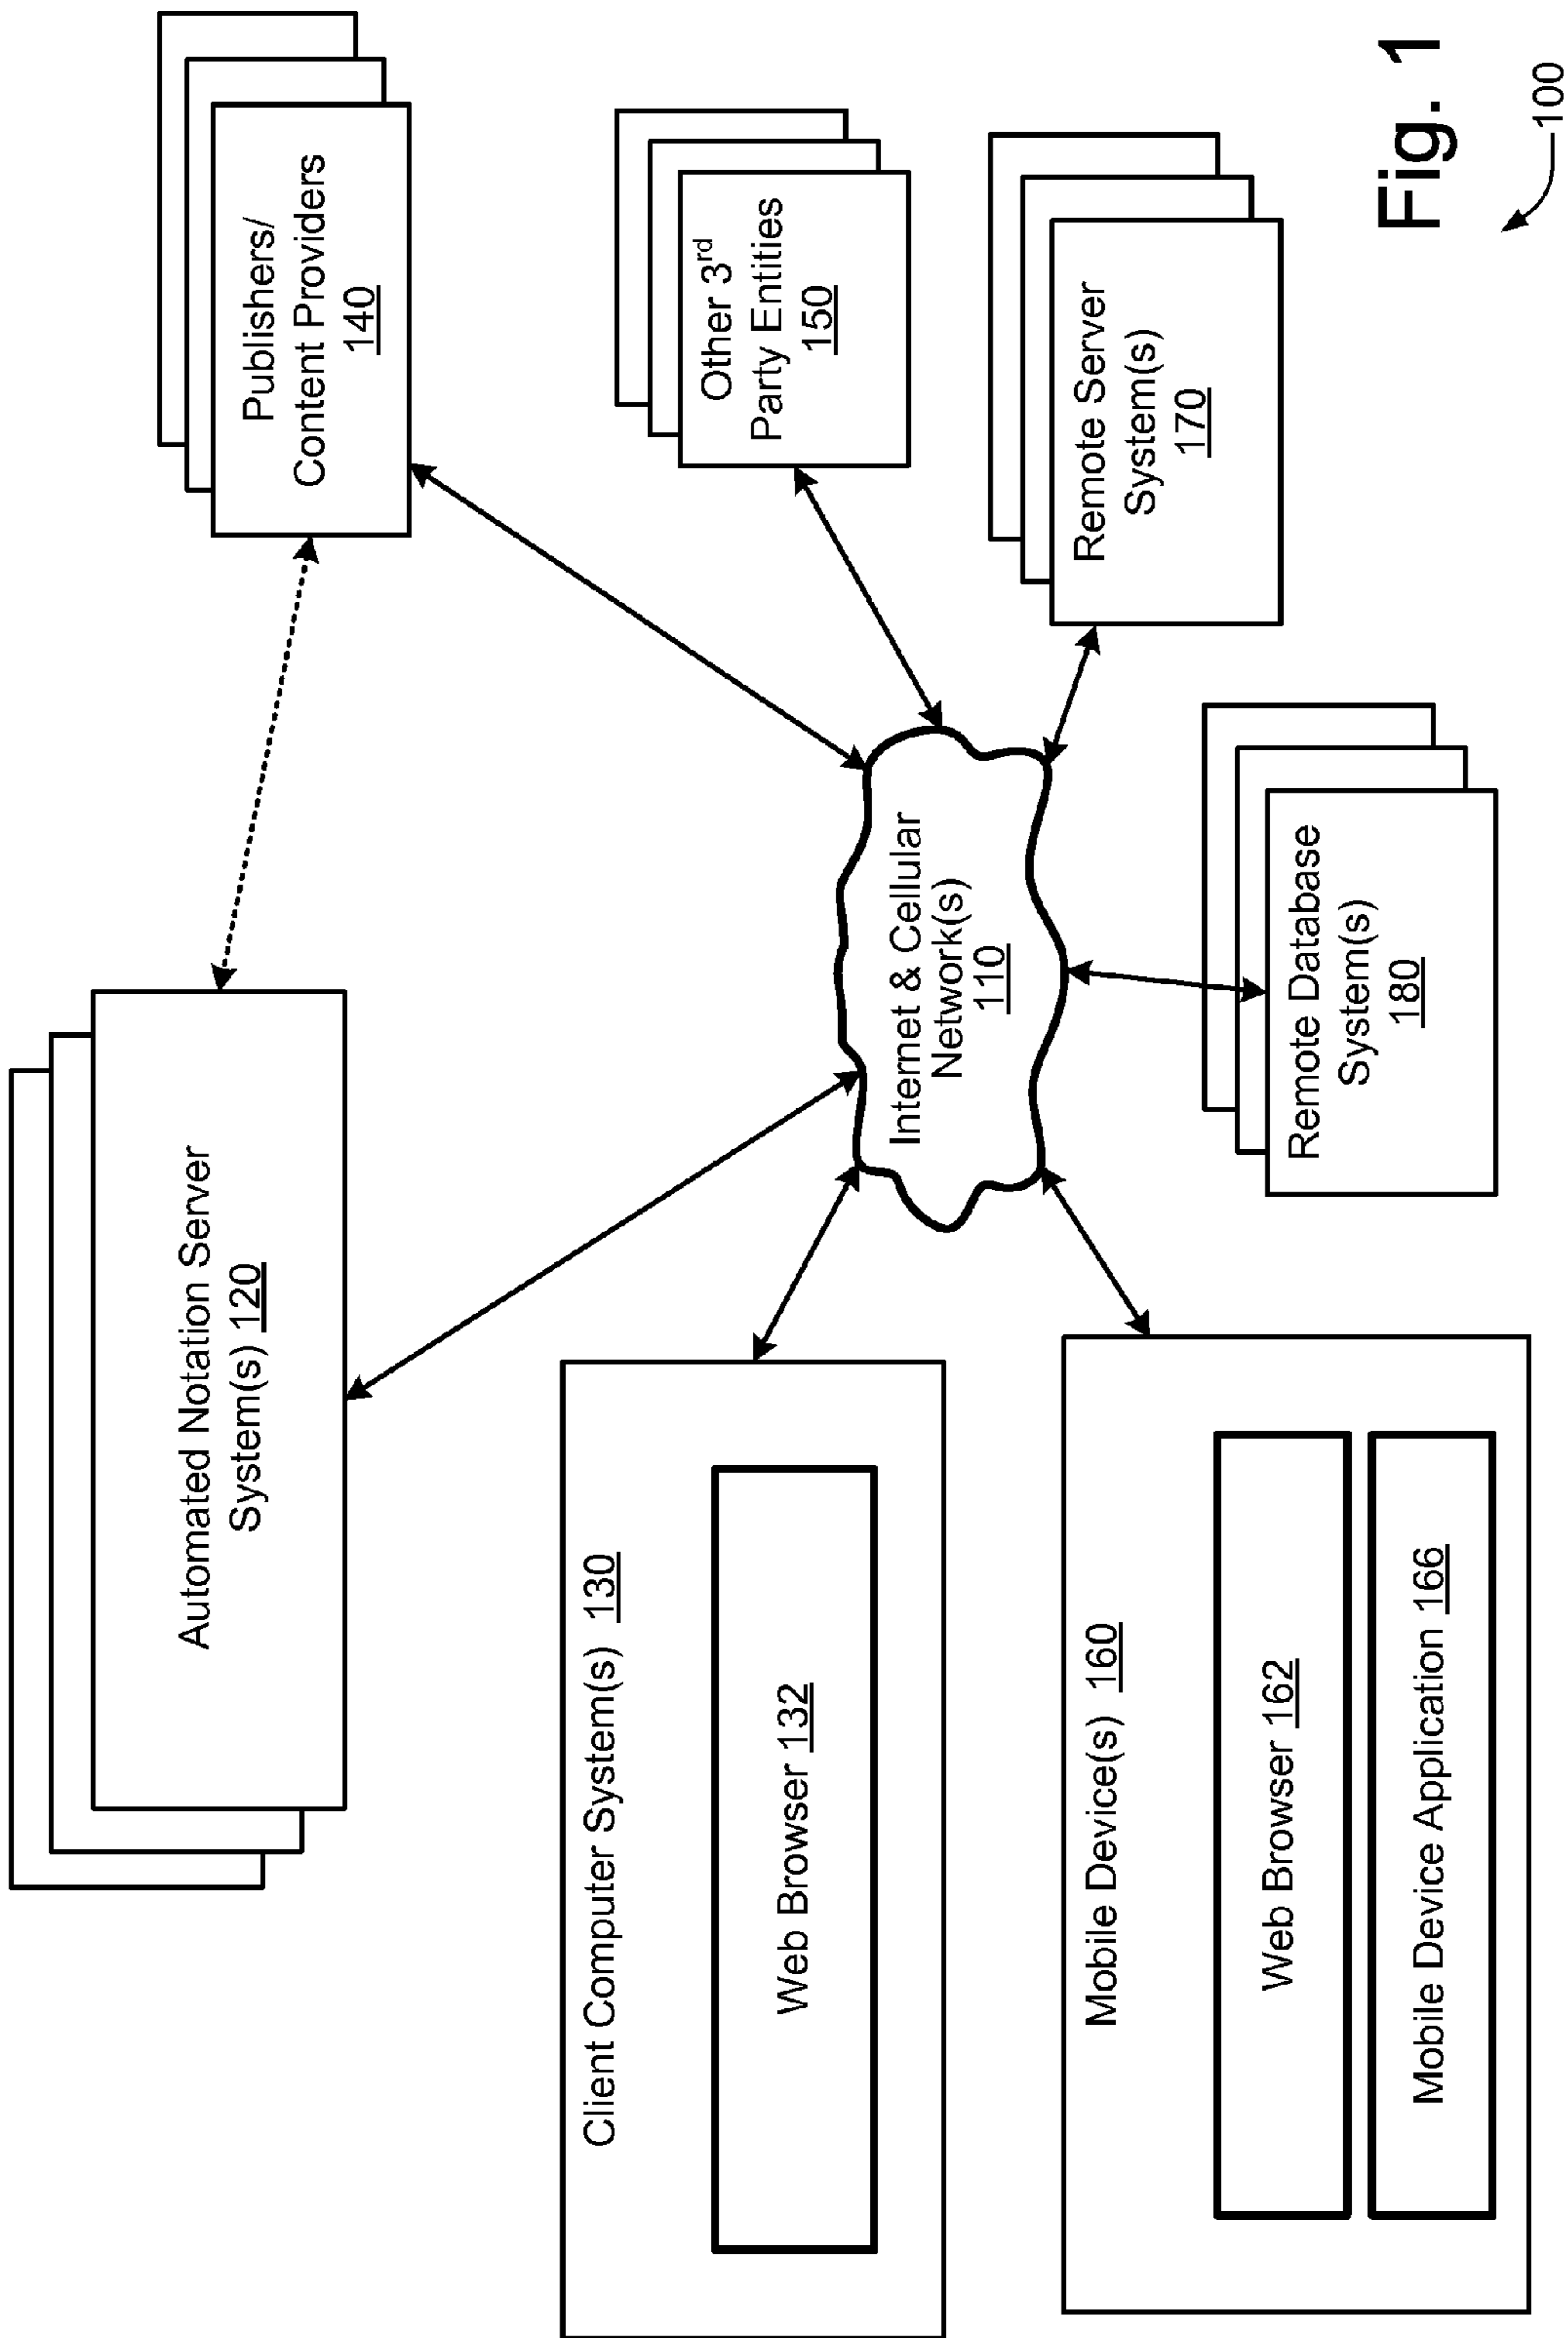 Automated Notation Server
System(s) 120
Publishers/
Content Providers
140
Client Computer System(s) 130
Web Browser 132
Internet & Cellular
Network(s)
110
Other 3rd
Party Entities
150
Remote Server
System(s)
170
Mobile Device(s) 160
Web Browser 162
Mobile Device Application 166
Remote Database
System(s)
180
Fig. 1
100